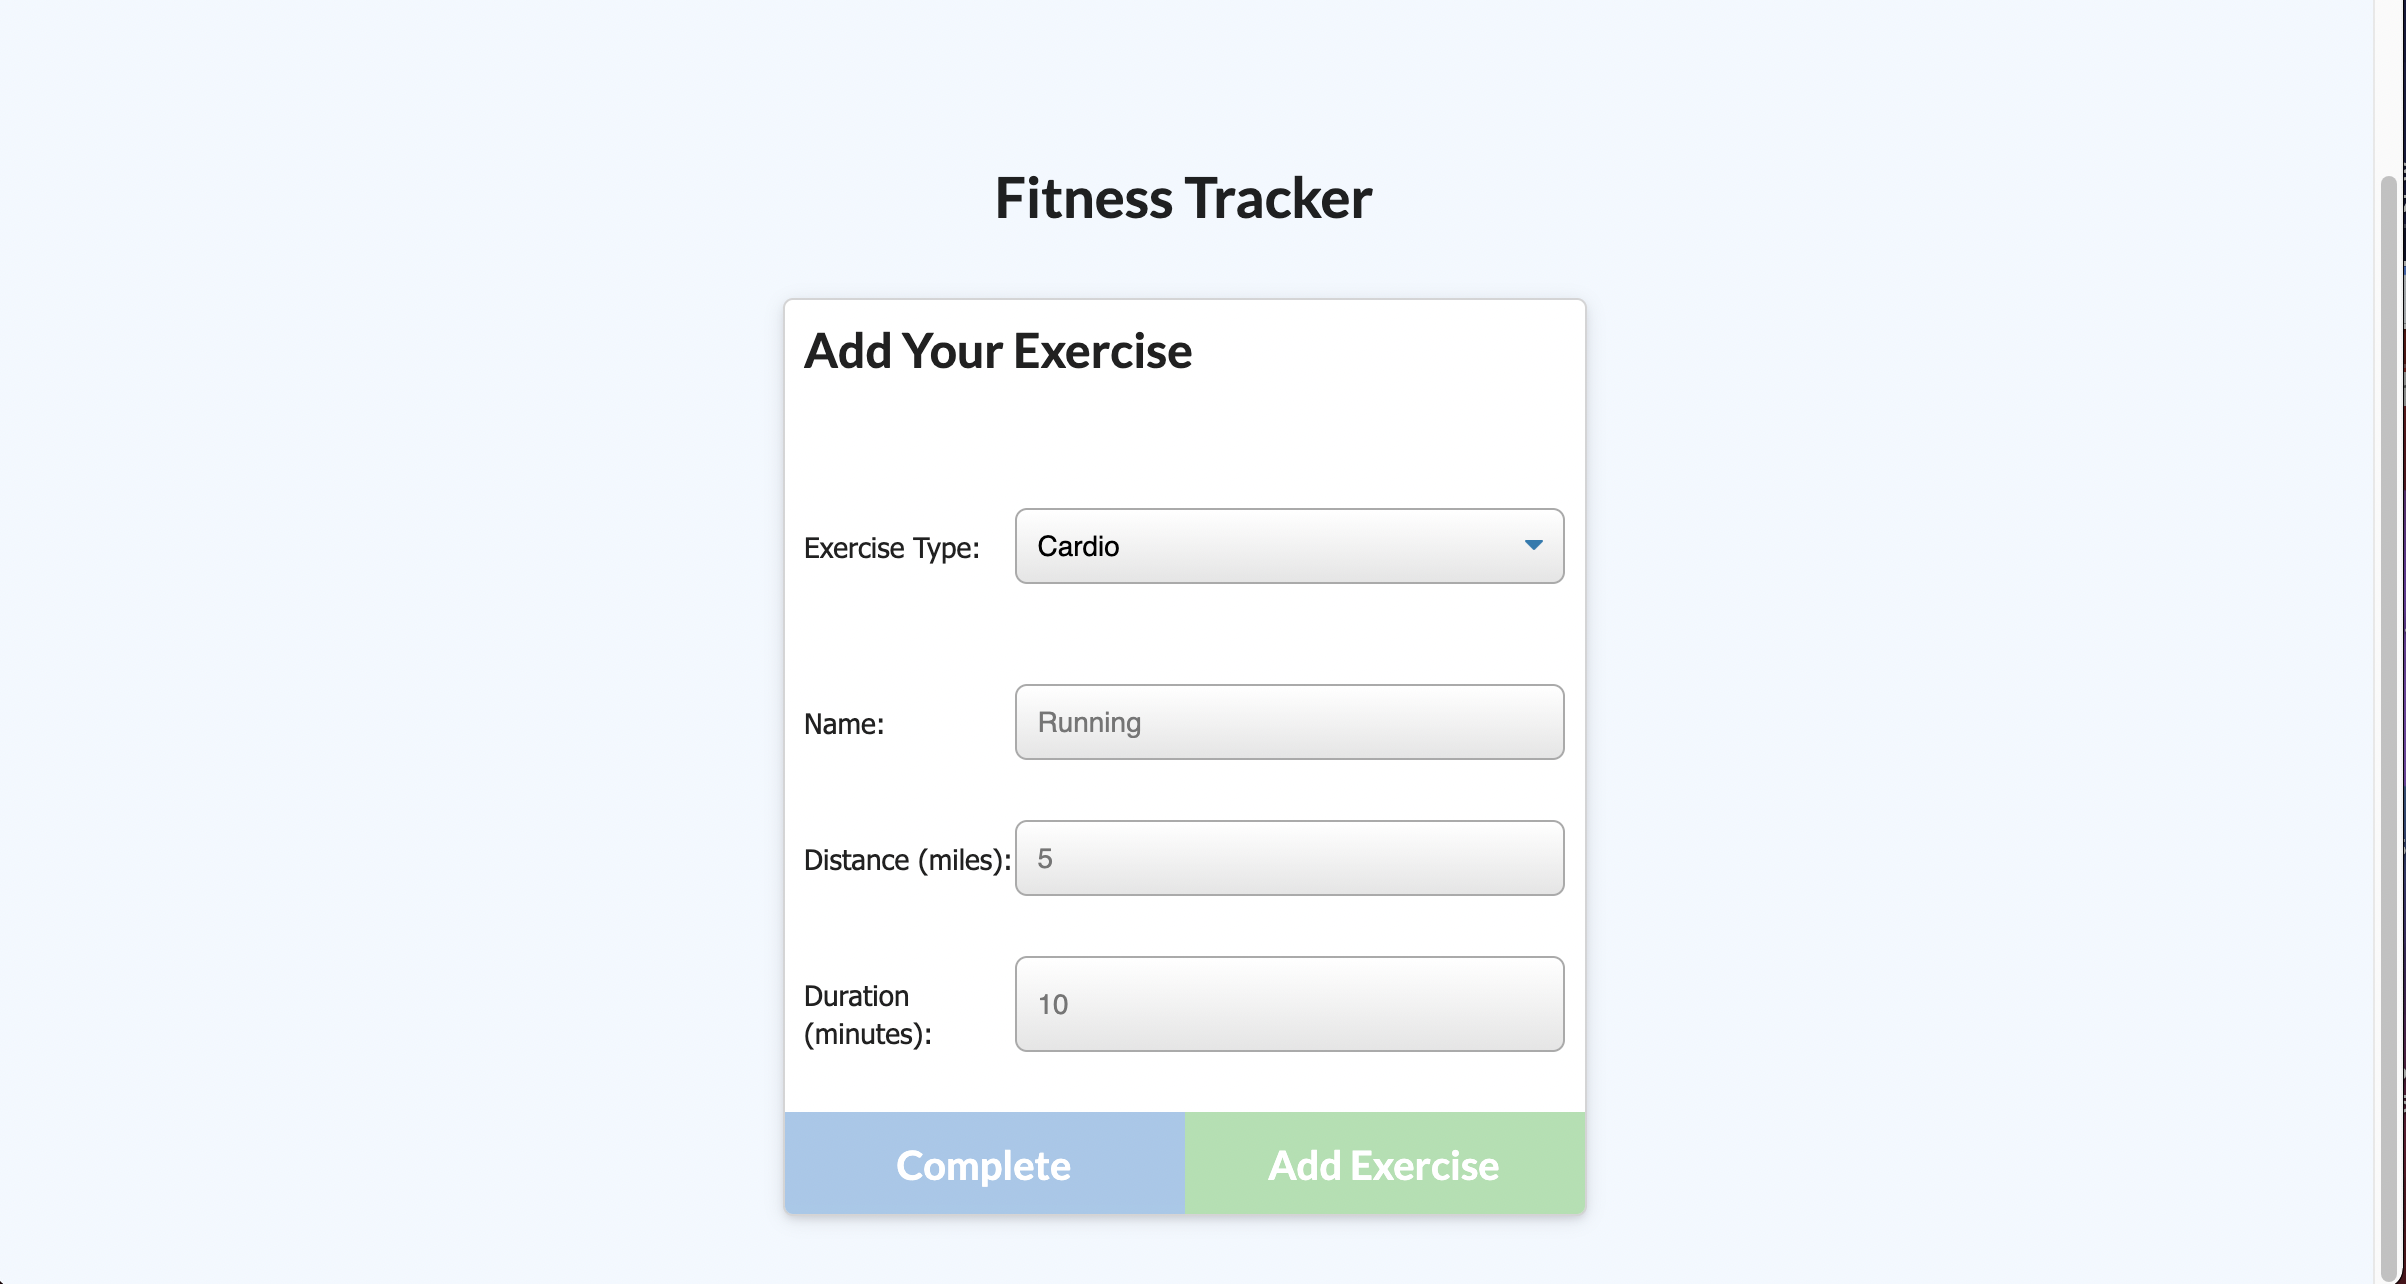 Fitness Tracker
Add Your Exercise
Exercise Type:
Cardio
Name:
Running
Distance (miles):
5
Duration
(minutes):
10
Complete
Add Exercise